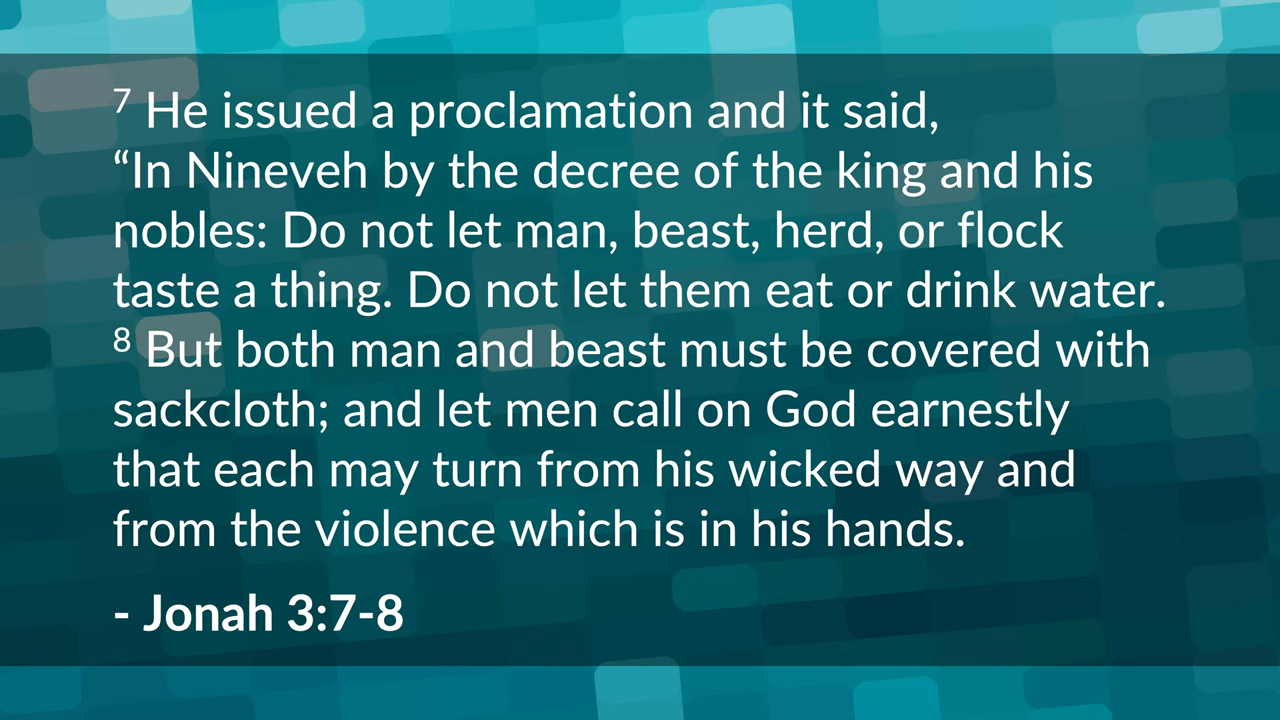 7 He issued a proclamation and it said,
“In Nineveh by the decree of the king and his
nobles: Do not let man, beast, herd, or flock
taste a thing. Do not let them eat or drink water.
8 But both man and beast must be covered with
sackcloth; and let men call on God earnestly
that each may turn from his wicked way and
from the violence which is in his hands.
- Jonah 3:7-8